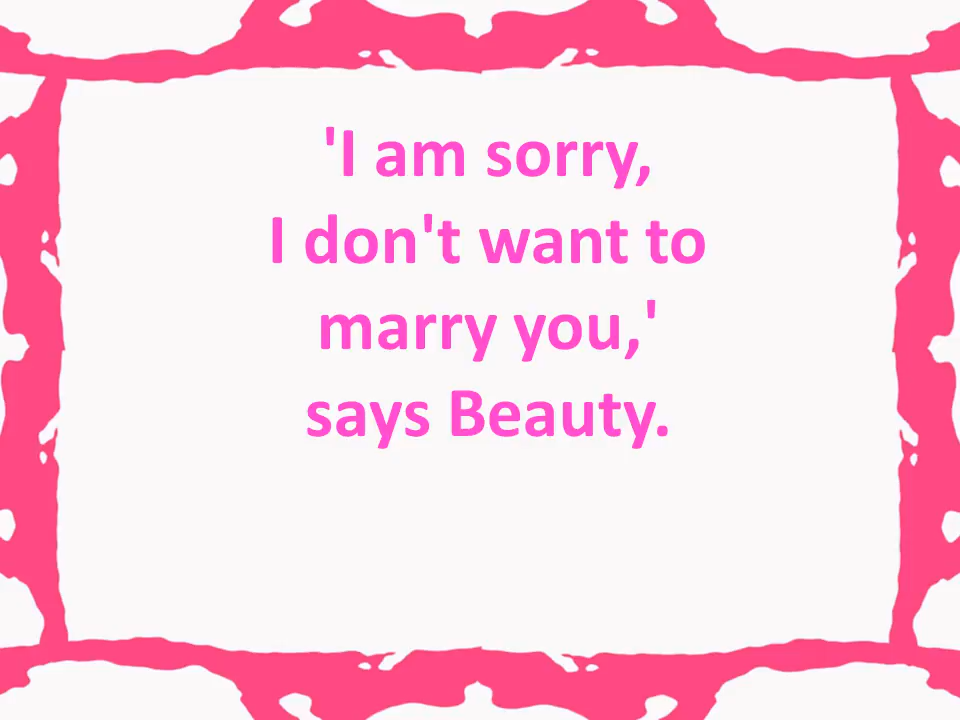 'I am sorry,
I don't want to
marry you,'
says Beauty.